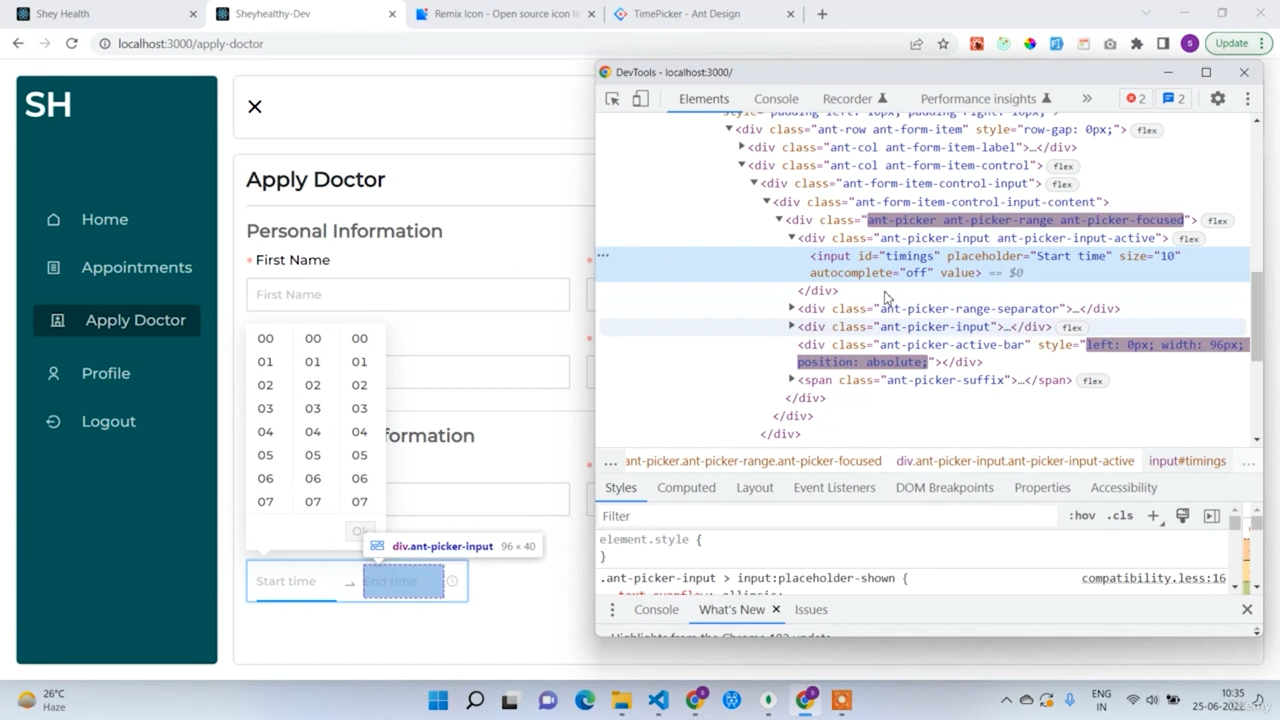 Shey Health
Sheyhealthy-Dev
Remix Icon - Open source icon li
TimePicker - Ant Design
localhost:3000/apply-doctor
S
Update
DevTools - localhost:3000/
Elements
Console
Recorder
Performance insights
2
2
<div class="ant-row ant-form-item" style="row-gap: 0px;">
flex
<div class="ant-col ant-form-item-label">…</div>
<div class="ant-col ant-form-item-control">
flex
<div class="ant-form-item-control-input">
flex
<div class="ant-form-item-control-input-content">
<div class="ant-picker ant-picker-range ant-picker-focused">
flex
<div class="ant-picker-input ant-picker-input-active">
flex
<input id="timings" placeholder="Start time" size="10"
autocomplete="off" value> == $0
</div>
<div class="ant-picker-range-separator">…</div>
<div class="ant-picker-input">…</div>
flex
<div class="ant-picker-active-bar" style="left: 0px; width: 96px;
position: absolute;"></div>
<span class="ant-picker-suffix">…</span>
flex
</div>
</div>
</div>
...
ant-picker.ant-picker-range.ant-picker-focused
div.ant-picker-input.ant-picker-input-active
input#timings
...
Styles
Computed
Layout
Event Listeners
DOM Breakpoints
Properties
Accessibility
Filter
:hov
.cls
element.style {
}
.ant-picker-input > input:placeholder-shown {
compatibility.less:16
text-overflow: ellipsis;
Console
What's New
Issues
Highlights from the Chrome 103 update
SH
Home
Appointments
Apply Doctor
Profile
Logout
Apply Doctor
Personal Information
* First Name
*
First Name
*
00 00 00
01 01 01
02 02 02
03 03 03
04 04 04
05 05 05
06 06 06
07 07 07
Ok
ormation
*
div.ant-picker-input 96 × 40
Start time
End time
26°C
Haze
ENG
IN
10:35
25-06-2022